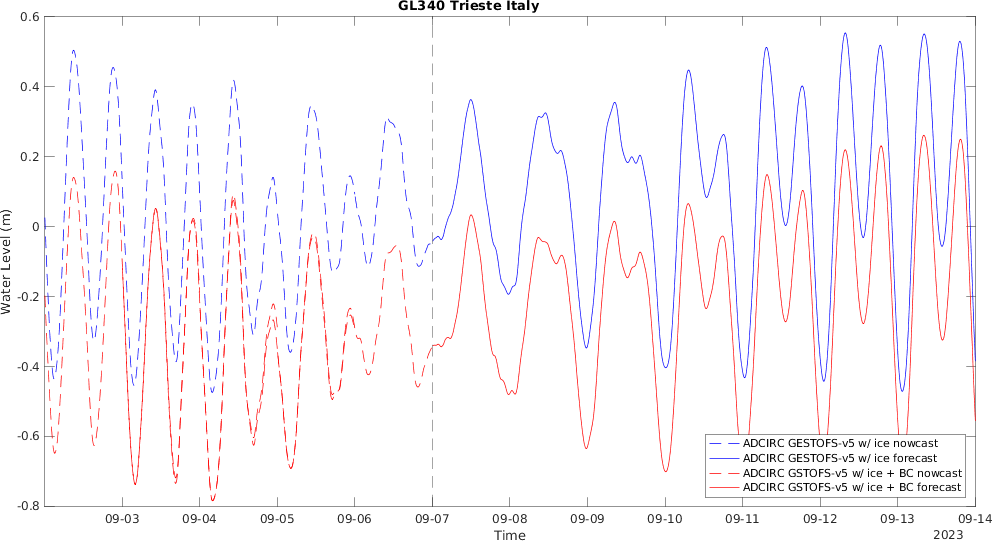 GL340 Trieste Italy
Water Level (m)
0.6
0.4
0.2
0
-0.2
-0.4
-0.6
-0.8
ADCIRC GESTOFS-v5 w/ ice nowcast
ADCIRC GESTOFS-v5 w/ ice forecast
ADCIRC GSTOFS-v5 w/ ice + BC nowcast
ADCIRC GSTOFS-v5 w/ ice + BC forecast
09-03 09-04 09-05 09-06 09-07 09-08 09-09 09-10 09-11 09-12 09-13 09-14
Time
2023